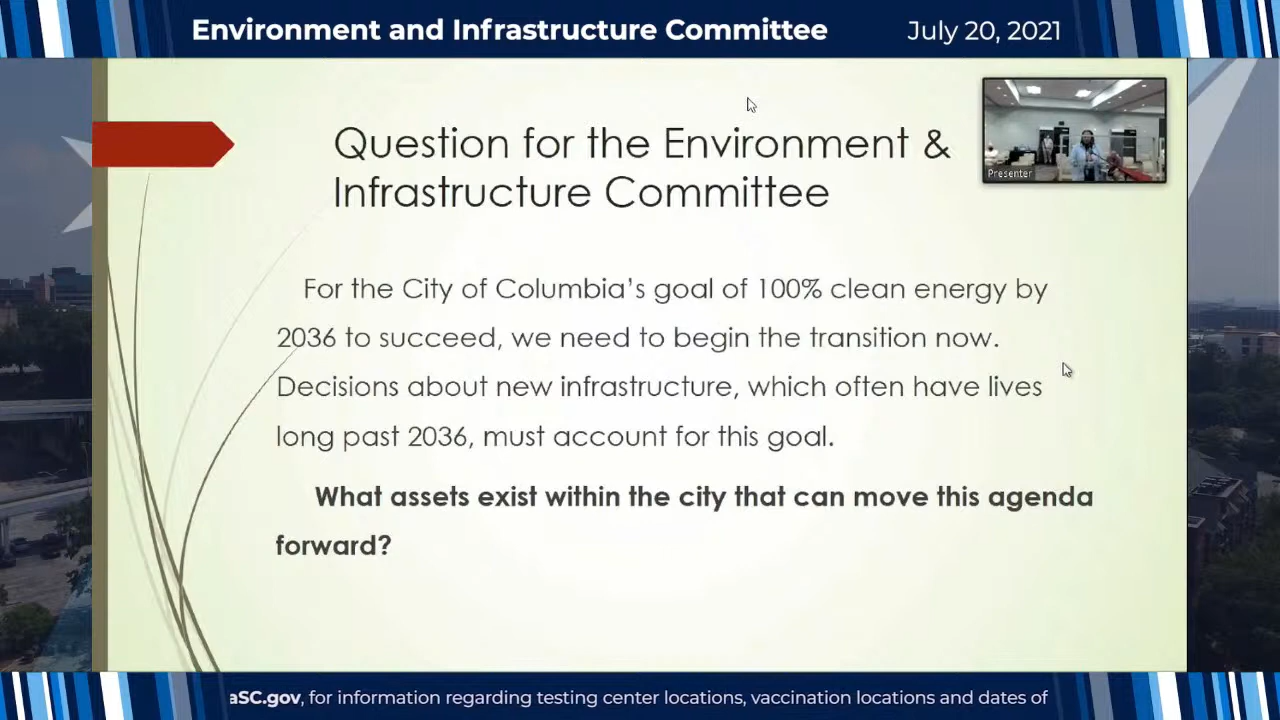 Environment and Infrastructure Committee July 20, 2021
Question for the Environment &
Infrastructure Committee
Presenter
For the City of Columbia's goal of 100% clean energy by
2036 to succeed, we need to begin the transition now.
Decisions about new infrastructure, which often have lives
long past 2036, must account for this goal.
What assets exist within the city that can move this agenda
forward?
aSC.gov, for information regarding testing center locations, vaccination locations and dates of